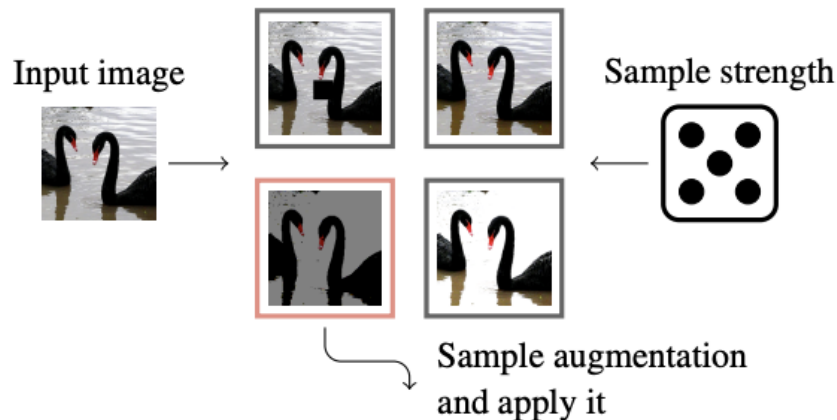 Input image
Sample strength
Sample augmentation
and apply it